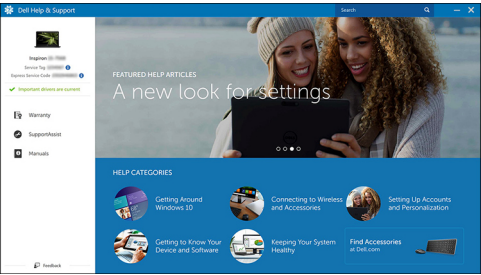 Dell Help & Support
Search
Inspiron
Service Tag
Express Service Code
Important drivers are current
Warranty
SupportAssist
Manuals
Feedback
FEATURED HELP ARTICLES
A new look for settings
HELP CATEGORIES
Getting Around
Windows 10
Connecting to Wireless
and Accessories
Setting Up Accounts
and Personalization
Getting to Know Your
Device and Software
Keeping Your System
Healthy
Find Accessories
at Dell.com